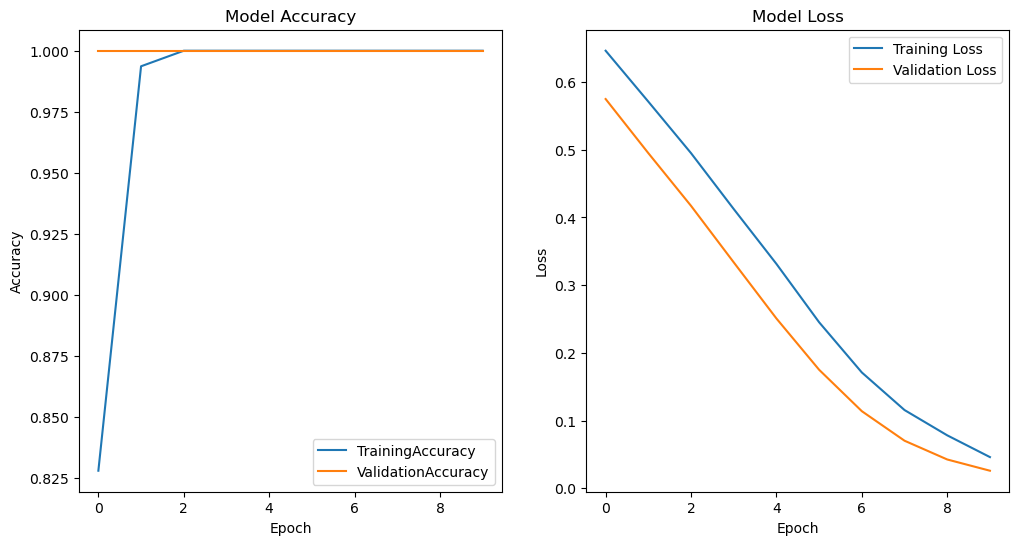 Model Accuracy
1.000
0.975
0.950
0.925
0.900
0.875
0.850
0.825
Accuracy
0
2
4
6
8
Epoch
TrainingAccuracy
ValidationAccuracy
Model Loss
0.6
0.5
0.4
0.3
0.2
0.1
0.0
Loss
0
2
4
6
8
Epoch
Training Loss
Validation Loss